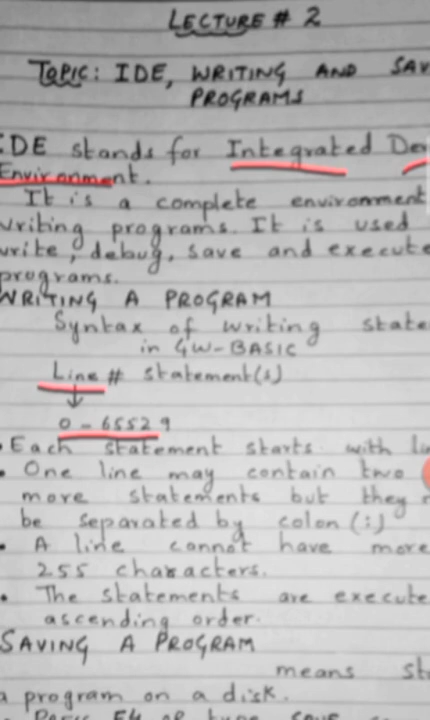 LECTURE # 2
TOPIC: IDE, WRITING AND SAV
PROGRAMS
IDE stands for Integrated De
Environment.
It is a complete environment
writing programs. It is used
write, debug, save and execute
programs.
WRITING A PROGRAM
Syntax of writing state
in GW-BASIC
Line # statement(s)
0 - 65529
• Each statement starts with li
• One line may contain two
more statements but they
be separated by colon (:)
• A line cannot have more
255 characters.
• The statements are execute
ascending order.
SAVING A PROGRAM
means st
a program on a disk.